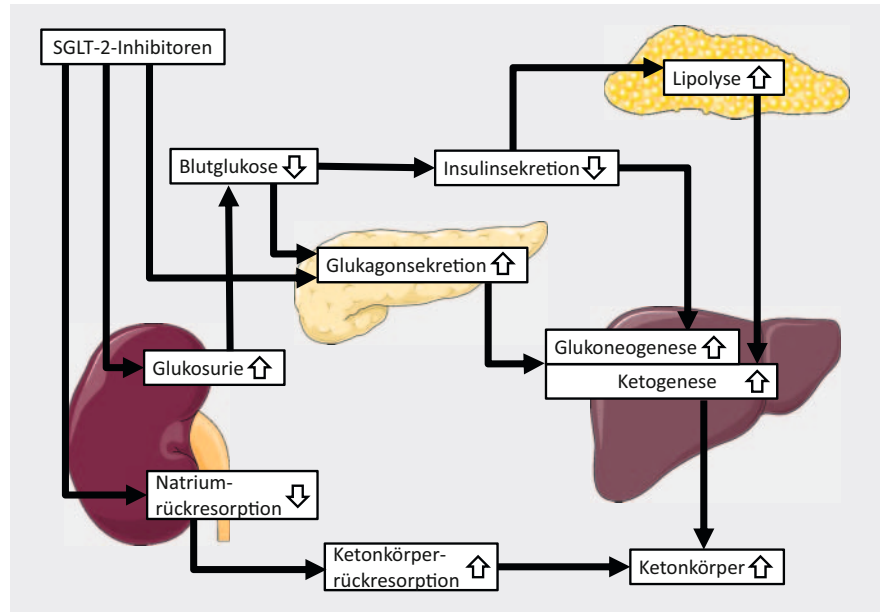 SGLT-2-Inhibitoren
Lipolyse ⇧
Blutglukose ⇩
Insulinsekretion ⇩
Glukagonsekretion ⇧
Glukoneogenese ⇧
Glukosurie ⇧
Ketogenese ⇧
Natrium-
rückresorption ⇩
Ketonkörper-
rückresorption ⇧
Ketonkörper ⇧